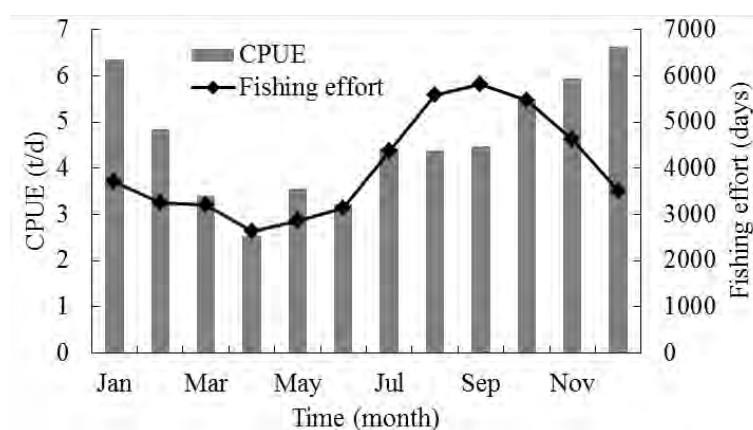 CPUE
Fishing effort
CPUE (t/d)
7
6
5
4
3
2
1
0
Fishing effort (days)
7000
6000
5000
4000
3000
2000
1000
0
Jan Mar May Jul Sep Nov
Time (month)